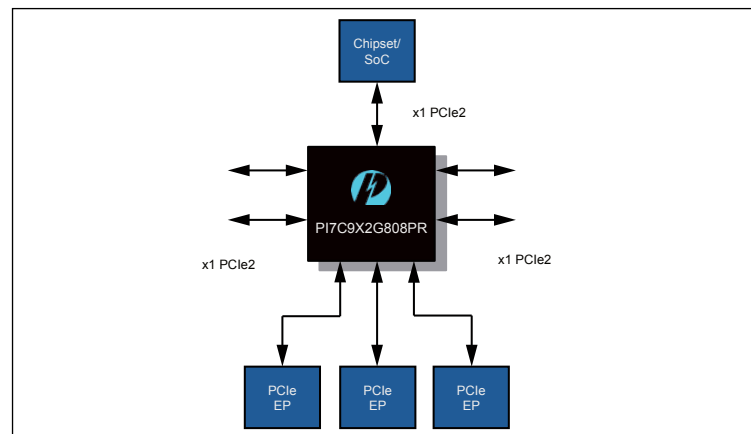 Chipset/
SoC
x1 PCIe2
PI7C9X2G808PR
x1 PCIe2
x1 PCIe2
PCIe
EP
PCIe
EP
PCIe
EP